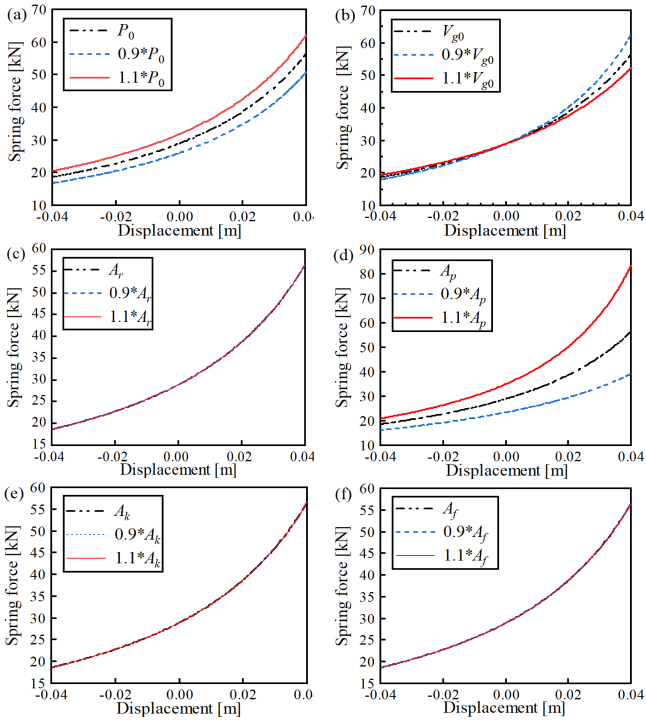 (a)
P0
0.9*P0
1.1*P0
Spring force [kN]
70
60
50
40
30
20
10
-0.04
-0.02
0.00
0.02
0.04
Displacement [m]
(b)
Vg0
0.9*Vg0
1.1*Vg0
Spring force [kN]
70
60
50
40
30
20
10
-0.04
-0.02
0.00
0.02
0.04
Displacement [m]
(c)
Ar
0.9*Ar
1.1*Ar
Spring force [kN]
60
55
50
45
40
35
30
25
20
15
-0.04
-0.02
0.00
0.02
0.04
Displacement [m]
(d)
Ap
0.9*Ap
1.1*Ap
Spring force [kN]
90
80
70
60
50
40
30
20
10
-0.04
-0.02
0.00
0.02
0.04
Displacement [m]
(e)
Ak
0.9*Ak
1.1*Ak
Spring force [kN]
60
55
50
45
40
35
30
25
20
15
-0.04
-0.02
0.00
0.02
0.04
Displacement [m]
(f)
Af
0.9*Af
1.1*Af
Spring force [kN]
60
55
50
45
40
35
30
25
20
15
-0.04
-0.02
0.00
0.02
0.04
Displacement [m]